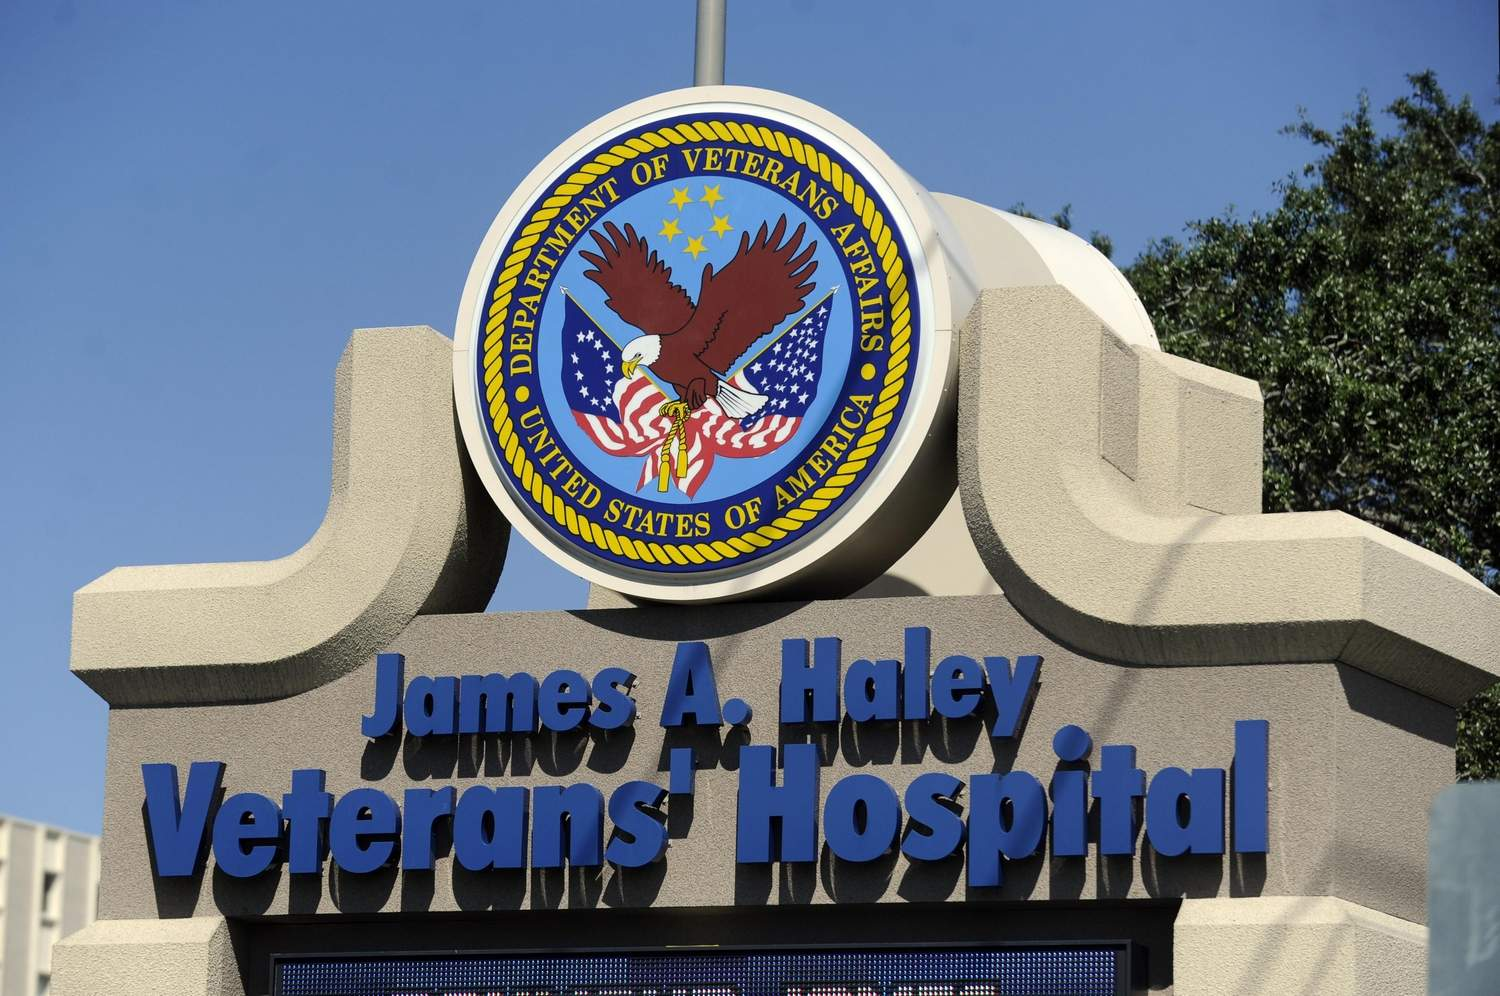 DEPARTMENT OF VETERANS AFFAIRS
UNITED STATES OF AMERICA
James A. Haley
Veterans' Hospital